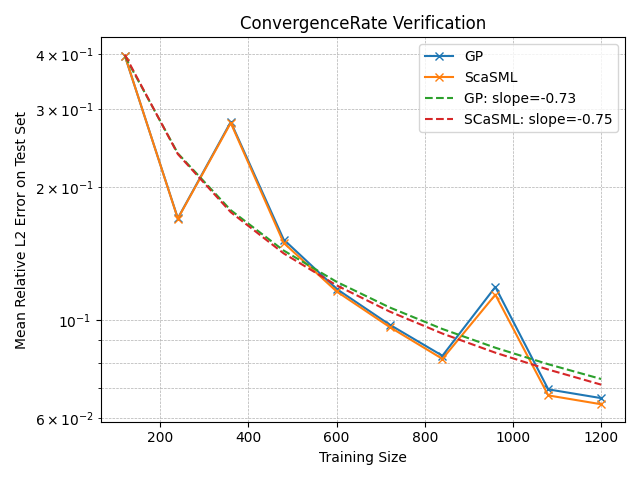 ConvergenceRate Verification
Mean Relative L2 Error on Test Set
4 × 10⁻¹
3 × 10⁻¹
2 × 10⁻¹
10⁻¹
6 × 10⁻²
GP
ScaSML
GP: slope=-0.73
SCaSML: slope=-0.75
200 400 600 800 1000 1200
Training Size